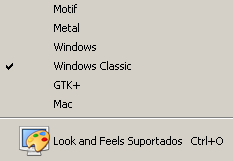 Motif
Metal
Windows
Windows Classic
GTK+
Mac
Look and Feels Suportados Ctrl+O